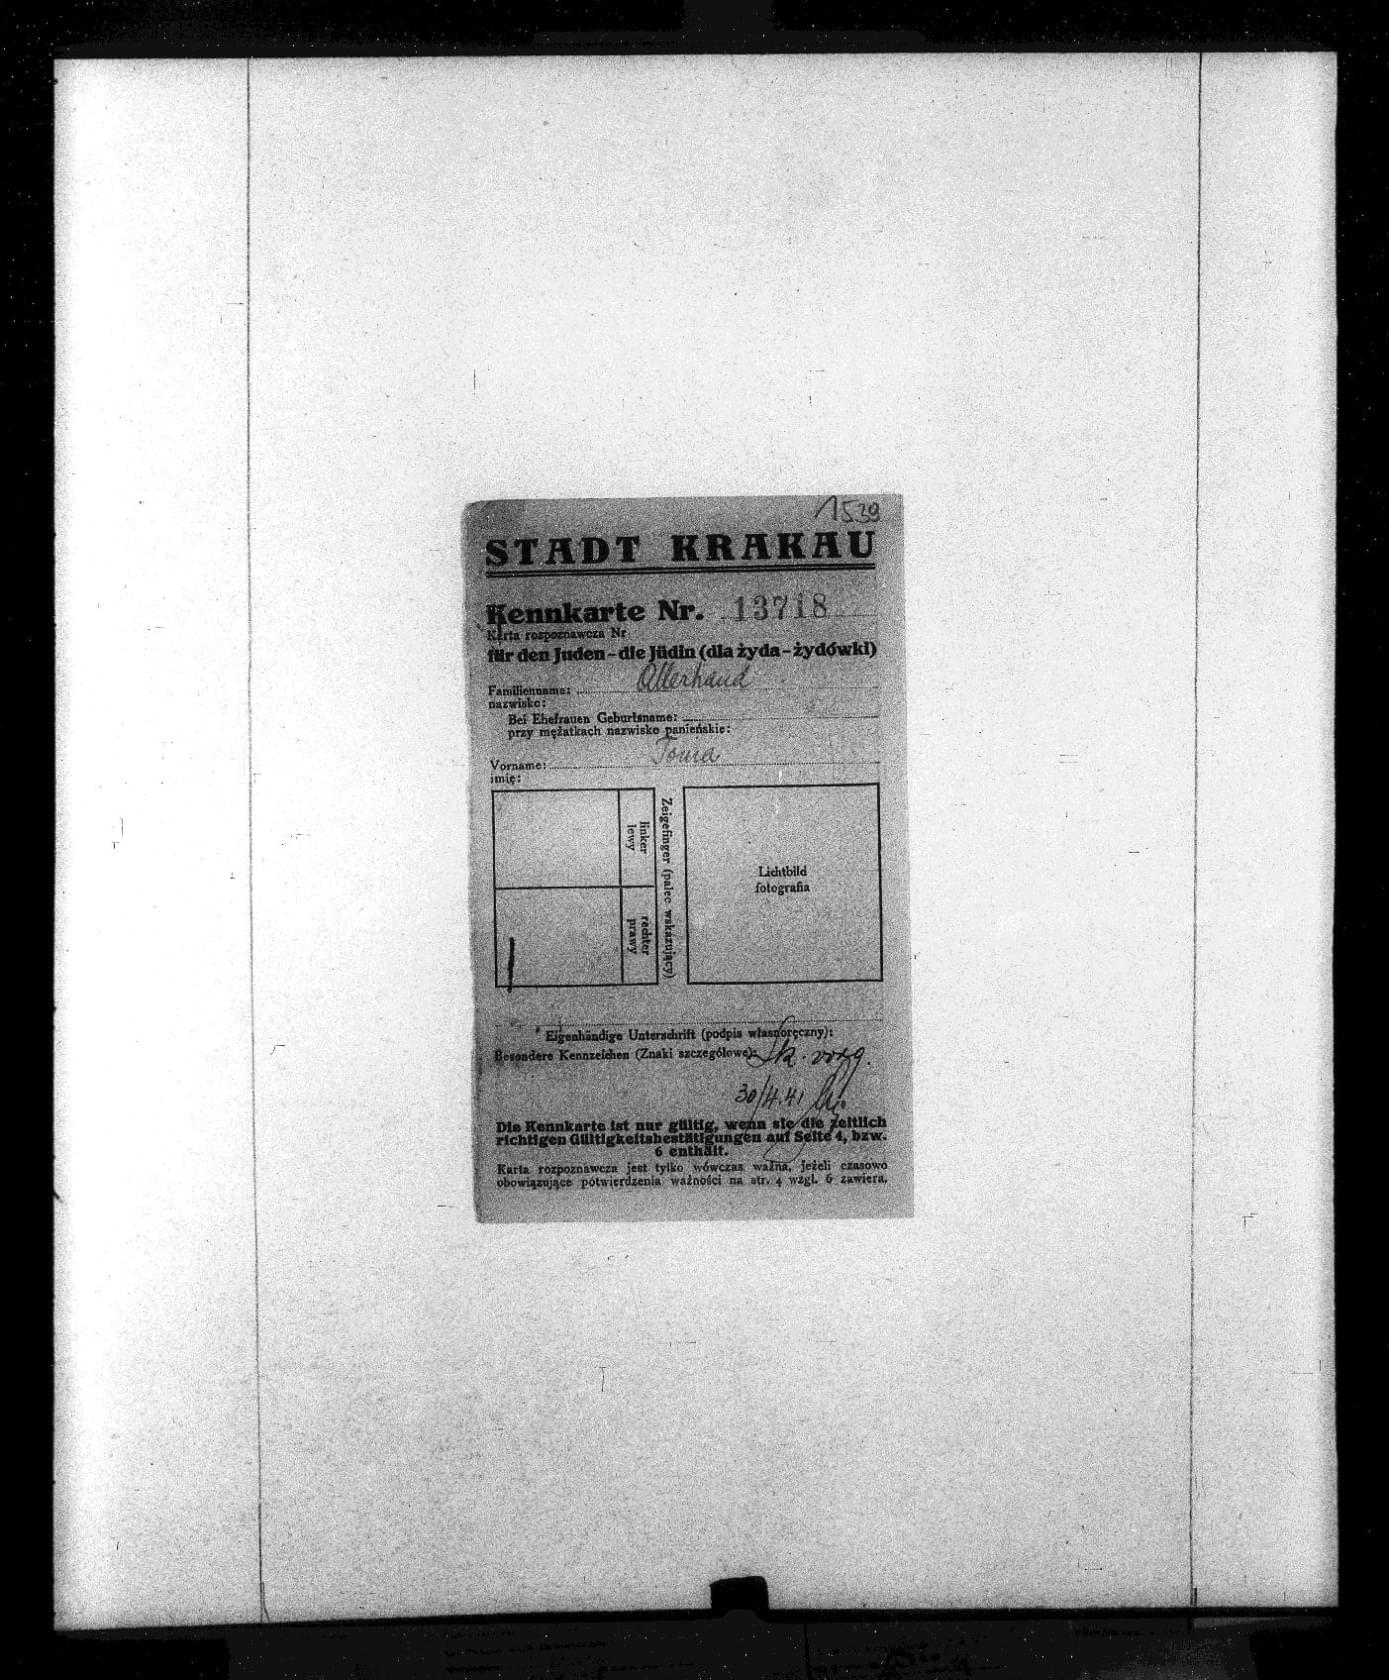 1539
STADT KRAKAU
Kennkarte Nr. 13718
Karta rozpoznawcza Nr
für den Juden – die Jüdin (dla żyda – żydówki)
Familienname: Allerhand
nazwisko:
Bei Ehefrauen Geburtsname:
przy mężatkach nazwisko panieńskie:
Vorname:
imię:
linker
lewy
rechter
prawy
Zeigefinger (palec wskazujący)
Lichtbild
fotografia
Eigenhändige Unterschrift (podpis własnoręczny):
Besondere Kennzeichen (Znaki szczegółowe):
30/4.41
Die Kennkarte ist nur gültig, wenn sie die zeitlich
richtigen Gültigkeitsbestätigungen auf Seite 4, bzw.
6 enthält.
Karta rozpoznawcza jest tylko wówczas ważna, jeżeli czasowo
obowiązujące potwierdzenia ważności na str. 4 wzgl. 6 zawiera.